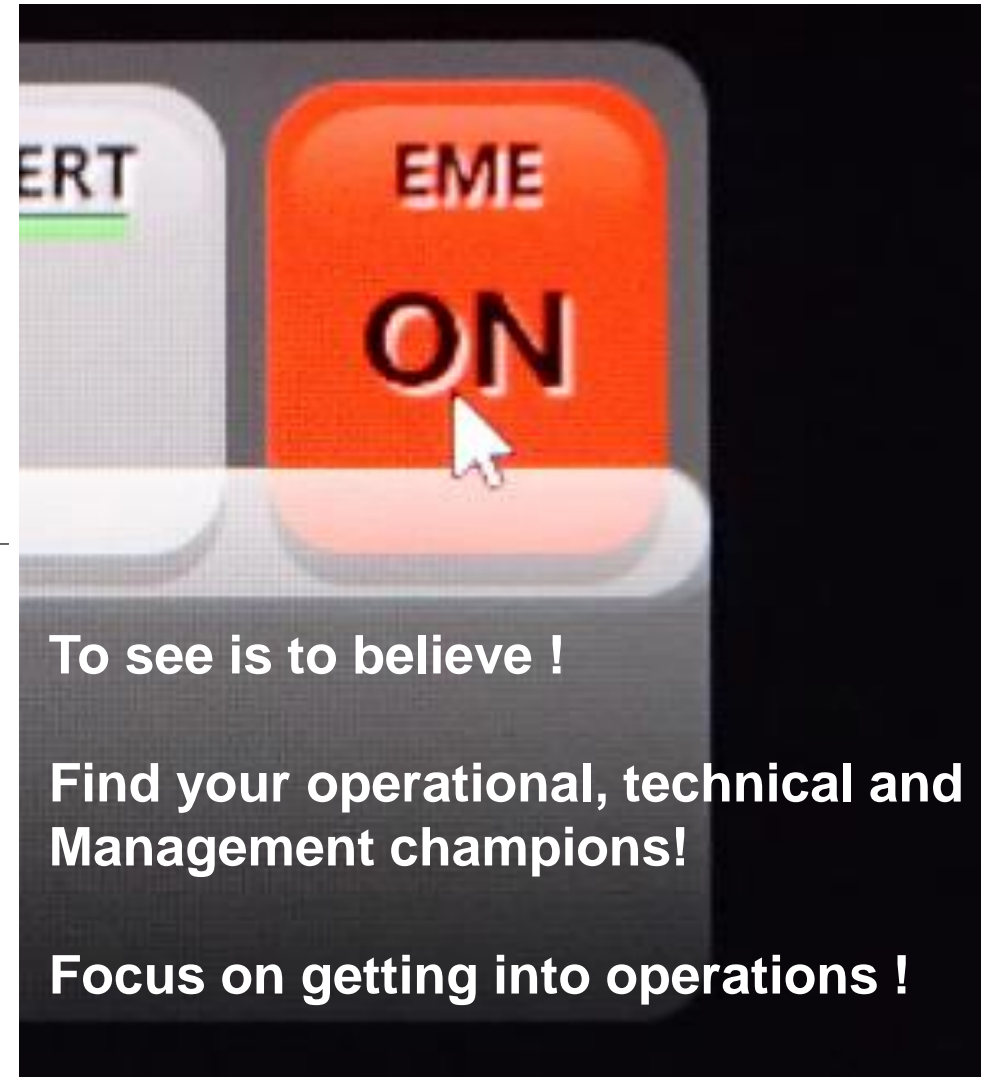 ERT
EME
ON
To see is to believe !
Find your operational, technical and
Management champions!
Focus on getting into operations !